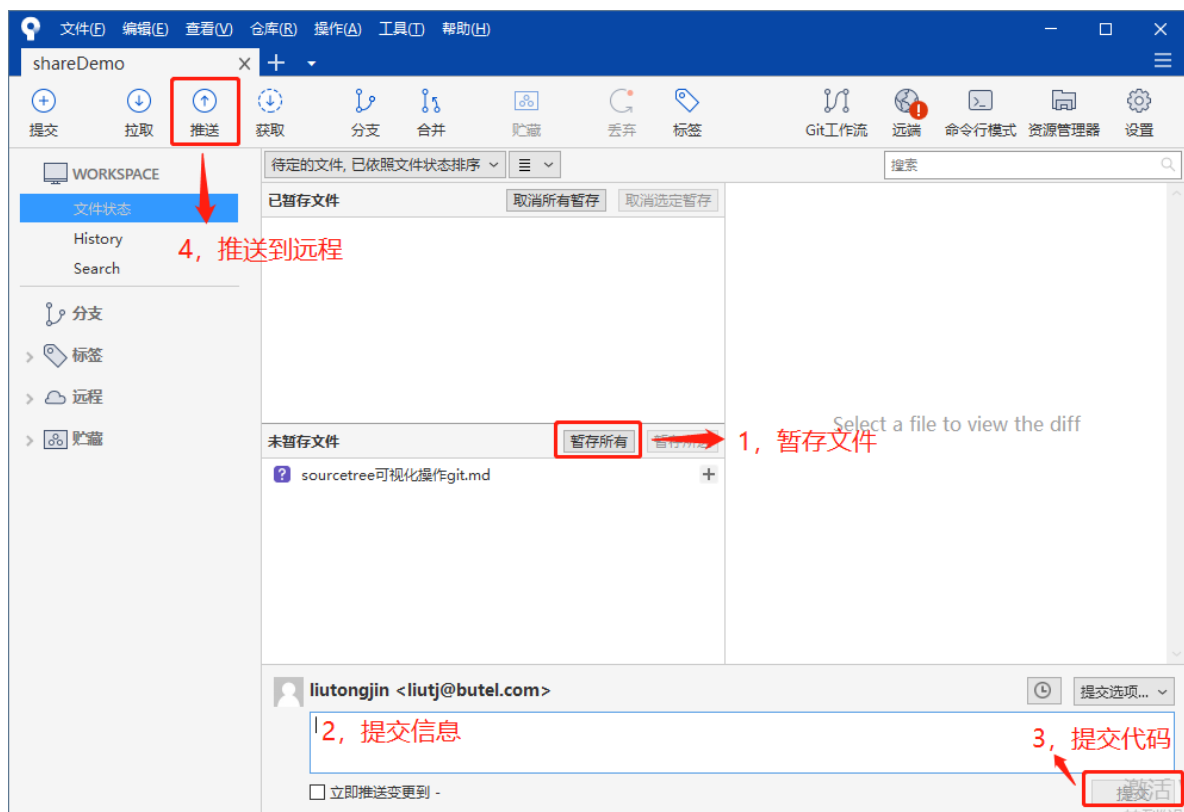 文件(F) 编辑(E) 查看(V) 仓库(R) 操作(A) 工具(T) 帮助(H)
shareDemo
提交 拉取 推送 获取 分支 合并 贮藏 丢弃 标签 Git工作流 远端 命令行模式 资源管理器 设置
WORKSPACE
待定的文件, 已依照文件状态排序
搜索
文件状态
已暂存文件 取消所有暂存 取消选定暂存
History
4，推送到远程
Search
分支
标签
远程
贮藏
Select a file to view the diff
未暂存文件 暂存所有
1，暂存文件
sourcetree可视化操作git.md
liutongjin <liutj@butel.com>
提交选项...
2，提交信息
3，提交代码
立即推送变更到 -
提交
激活